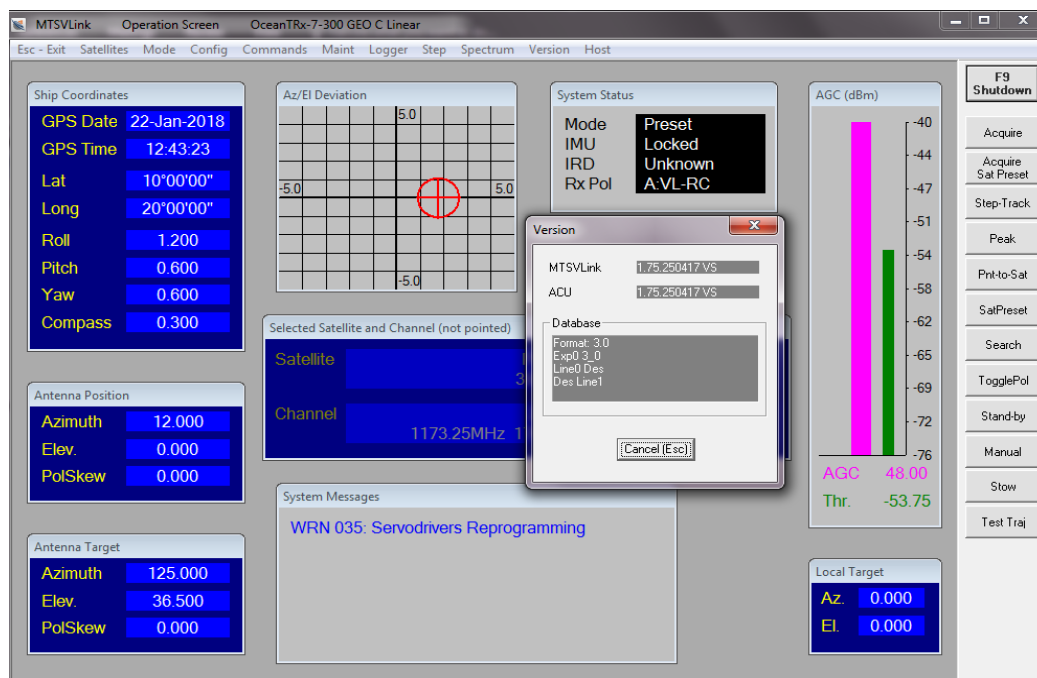 MTSVLink Operation Screen OceanTRx-7-300 GEO C Linear
Esc - Exit Satellites Mode Config Commands Maint Logger Step Spectrum Version Host
Ship Coordinates
GPS Date 22-Jan-2018
GPS Time 12:43:23
Lat 10°00'00"
Long 20°00'00"
Roll 1.200
Pitch 0.600
Yaw 0.600
Compass 0.300
Antenna Position
Azimuth 12.000
Elev. 0.000
PolSkew 0.000
Antenna Target
Azimuth 125.000
Elev. 36.500
PolSkew 0.000
Az/El Deviation
5.0
-5.0 5.0
-5.0
System Status
Mode Preset
IMU Locked
IRD Unknown
Rx Pol A:VL-RC
Selected Satellite and Channel (not pointed)
Satellite
Channel
1173.25MHz 1
System Messages
WRN 035: Servodrivers Reprogramming
Version
MTSVLink 1.75.250417 VS
ACU 1.75.250417 VS
Database
Format: 3.0
Exp0 3_0
Line0 Des
Des Line1
Cancel (Esc)
AGC (dBm)
-40
-44
-47
-51
-54
-58
-62
-65
-69
-72
-76
AGC 48.00
Thr. -53.75
Local Target
Az. 0.000
El. 0.000
F9
Shutdown
Acquire
Acquire
Sat Preset
Step-Track
Peak
Pnt-to-Sat
SatPreset
Search
TogglePol
Stand-by
Manual
Stow
Test Traj